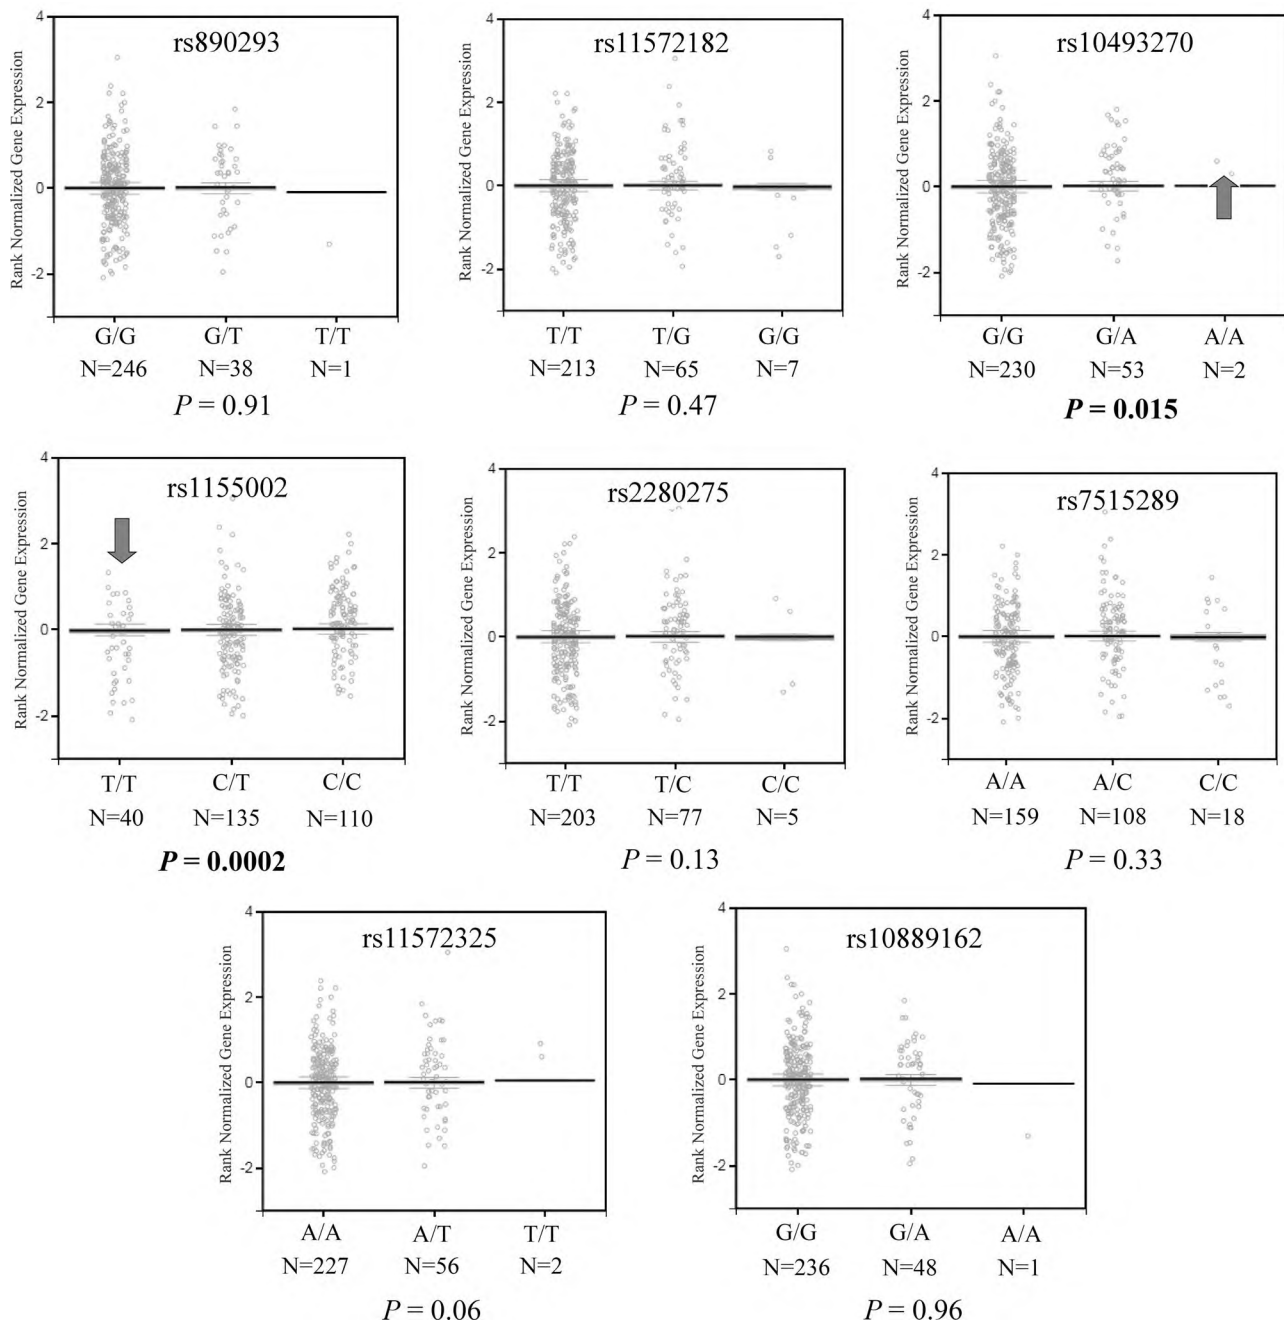 rs890293
Rank Normalized Gene Expression
4
2
0
-2
G/G G/T T/T
N=246 N=38 N=1
P = 0.91
rs11572182
Rank Normalized Gene Expression
4
2
0
-2
T/T T/G G/G
N=213 N=65 N=7
P = 0.47
rs10493270
Rank Normalized Gene Expression
4
2
0
-2
G/G G/A A/A
N=230 N=53 N=2
P = 0.015
rs1155002
Rank Normalized Gene Expression
4
2
0
-2
T/T C/T C/C
N=40 N=135 N=110
P = 0.0002
rs2280275
Rank Normalized Gene Expression
4
2
0
-2
T/T T/C C/C
N=203 N=77 N=5
P = 0.13
rs7515289
Rank Normalized Gene Expression
4
2
0
-2
A/A A/C C/C
N=159 N=108 N=18
P = 0.33
rs11572325
Rank Normalized Gene Expression
4
2
0
-2
A/A A/T T/T
N=227 N=56 N=2
P = 0.06
rs10889162
Rank Normalized Gene Expression
4
2
0
-2
G/G G/A A/A
N=236 N=48 N=1
P = 0.96